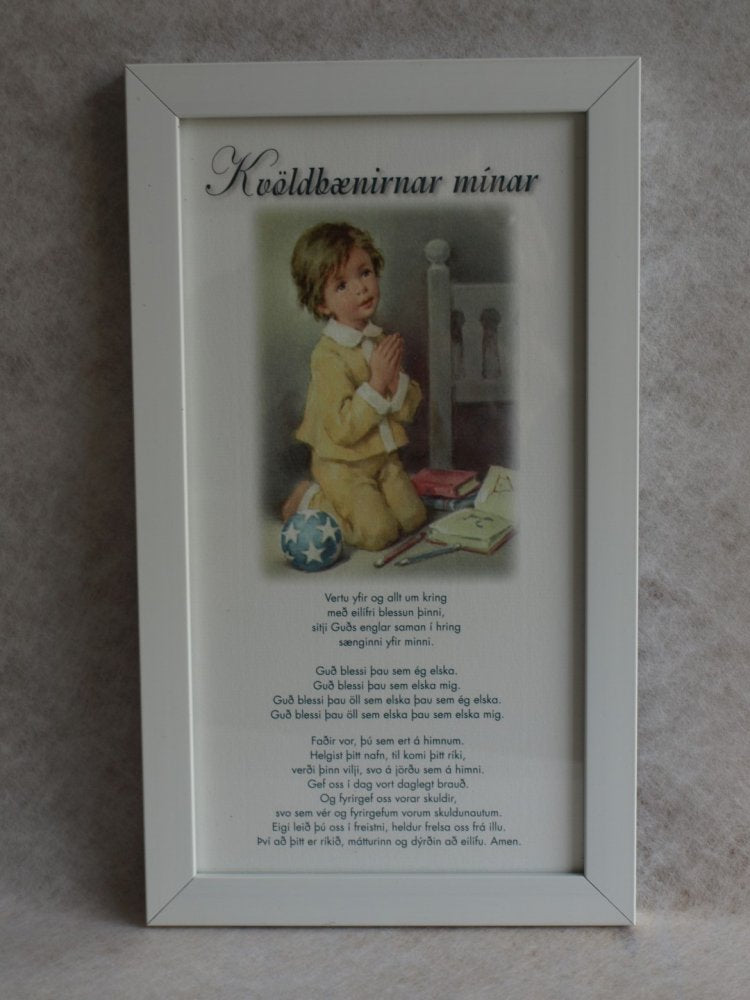 Kvöldbænirnar mínar
Vertu yfir og allt um kring
með eilífri blessun þinni,
sitji Guðs englar saman í hring
sænginni yfir minni.
Guð blessi þau sem ég elska.
Guð blessi þau sem elska mig.
Guð blessi þau öll sem elska þau sem ég elska.
Guð blessi þau öll sem elska þau sem elska mig.
Faðir vor, þú sem ert á himnum.
Helgist þitt nafn, til komi þitt ríki,
verði þinn vilji, svo á jörðu sem á himni.
Gef oss í dag vort daglegt brauð.
Og fyrirgef oss vorar skuldir,
svo sem vér og fyrirgefum vorum skuldunautum.
Eigi leið þú oss í freistni, heldur frelsa oss frá illu.
Því að þitt er ríkið, mátturinn og dýrðin að eilífu. Amen.